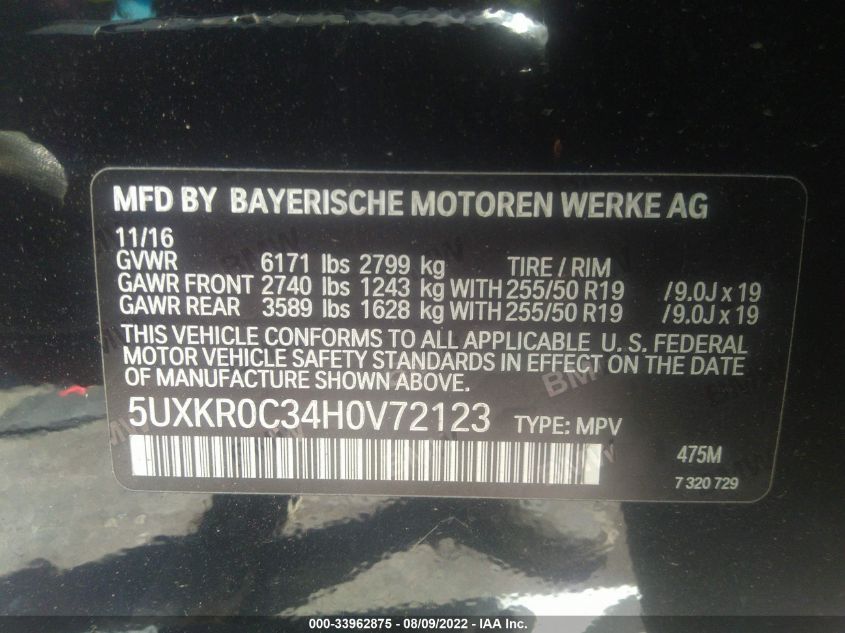 MFD BY BAYERISCHE MOTOREN WERKE AG
11/16
GVWR 6171 lbs 2799 kg TIRE / RIM
GAWR FRONT 2740 lbs 1243 kg WITH 255/50 R19 /9.0J x 19
GAWR REAR 3589 lbs 1628 kg WITH 255/50 R19 /9.0J x 19
THIS VEHICLE CONFORMS TO ALL APPLICABLE U. S. FEDERAL
MOTOR VEHICLE SAFETY STANDARDS IN EFFECT ON THE DATE
OF MANUFACTURE SHOWN ABOVE.
5UXKR0C34H0V72123 TYPE: MPV
475M
7 320 729
000-33962875 - 08/09/2022 - IAA Inc.